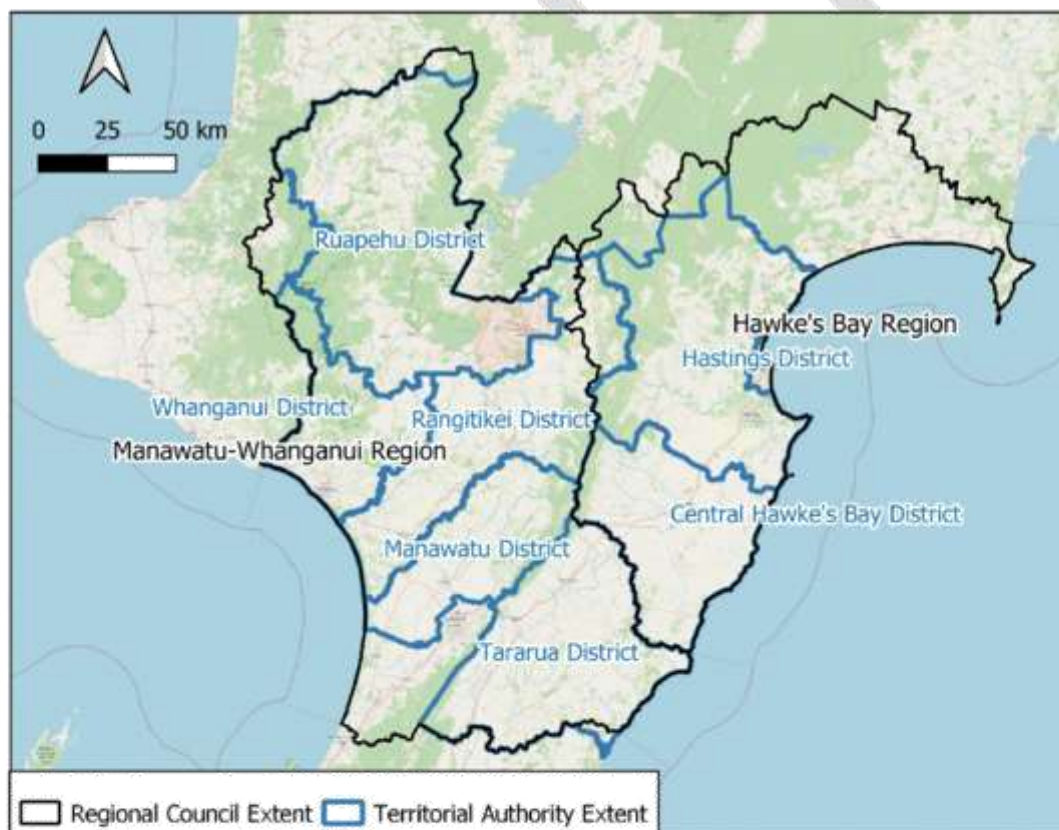 0 25 50 km
Ruapehu District
Hawke's Bay Region
Hastings District
Whanganui District
Rangitikei District
Manawatu-Whanganui Region
Central Hawke's Bay District
Manawatu District
Tararua District
Regional Council Extent Territorial Authority Extent